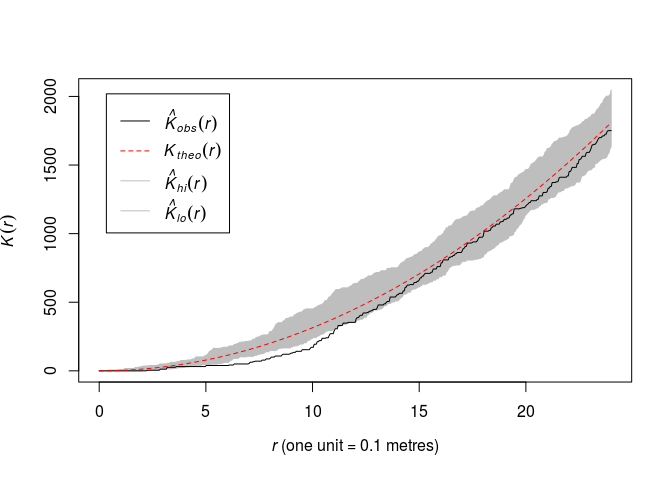 K̂obs(r)
Ktheo(r)
K̂hi(r)
K̂lo(r)
K(r)
0
500
1000
1500
2000
0 5 10 15 20
r (one unit = 0.1 metres)